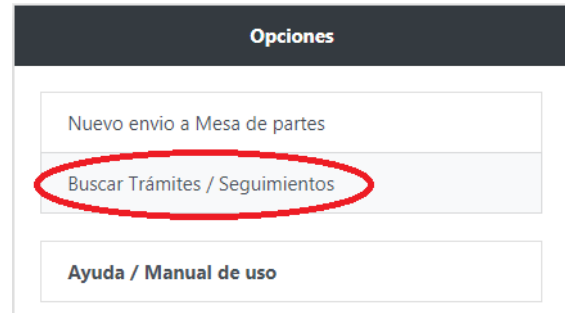 Opciones
Nuevo envio a Mesa de partes
Buscar Trámites / Seguimientos
Ayuda / Manual de uso